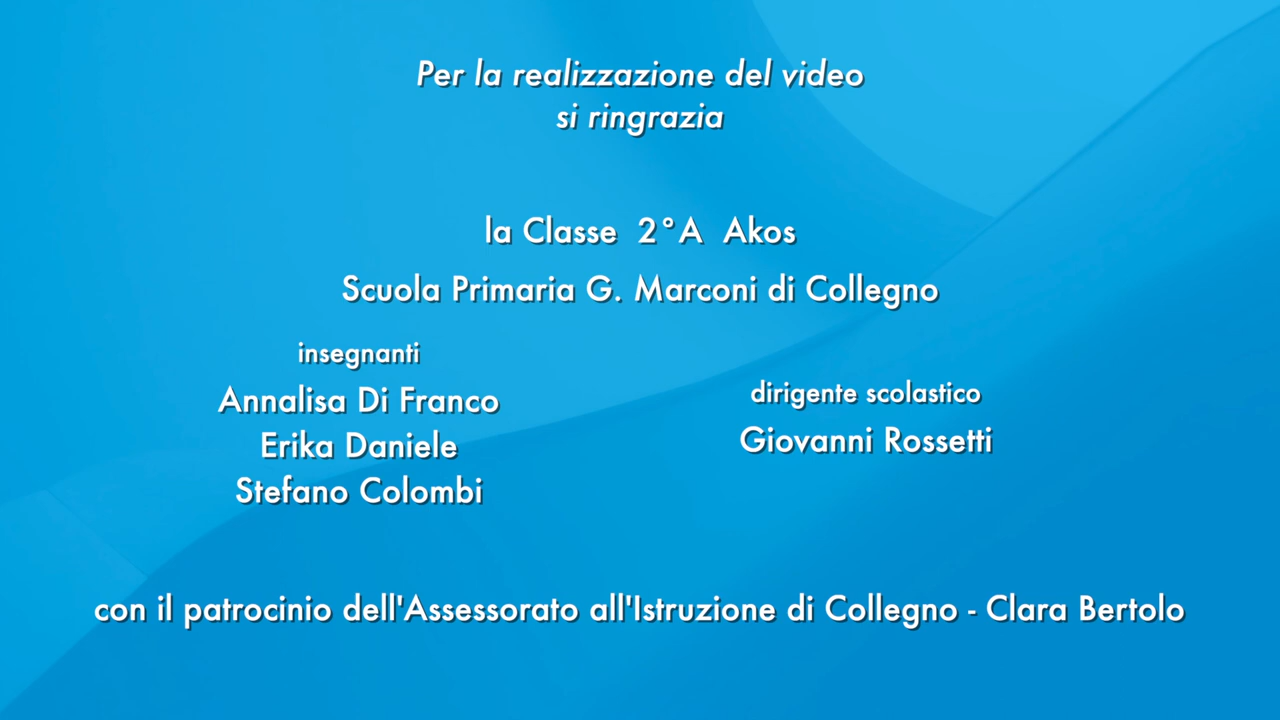 Per la realizzazione del video
si ringrazia
la Classe 2°A Akos
Scuola Primaria G. Marconi di Collegno
insegnanti
Annalisa Di Franco
Erika Daniele
Stefano Colombi
dirigente scolastico
Giovanni Rossetti
con il patrocinio dell'Assessorato all'Istruzione di Collegno - Clara Bertolo